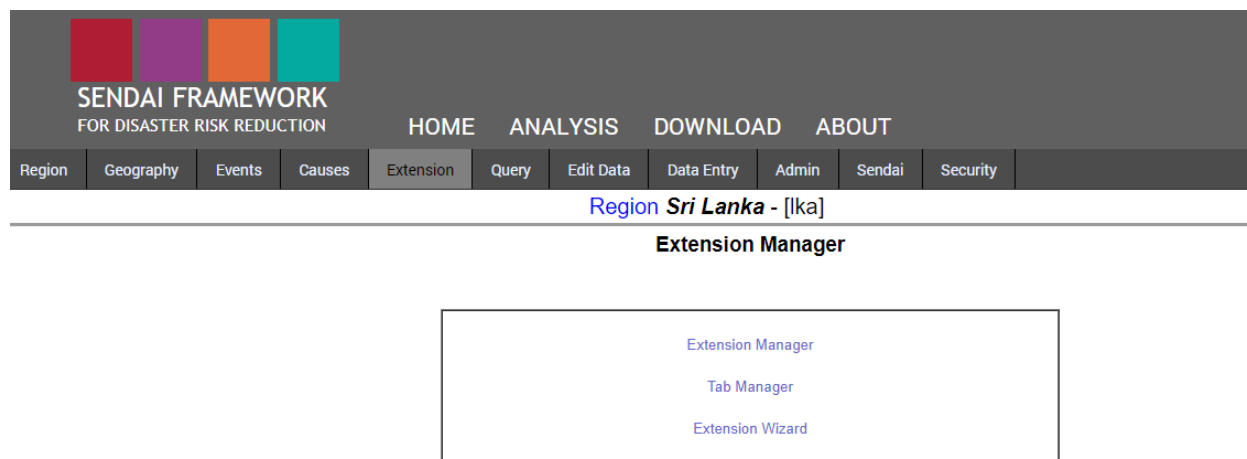 SENDAI FRAMEWORK
FOR DISASTER RISK REDUCTION
HOME ANALYSIS DOWNLOAD ABOUT
Region Geography Events Causes Extension Query Edit Data Data Entry Admin Sendai Security
Region Sri Lanka - [lka]
Extension Manager
Extension Manager
Tab Manager
Extension Wizard